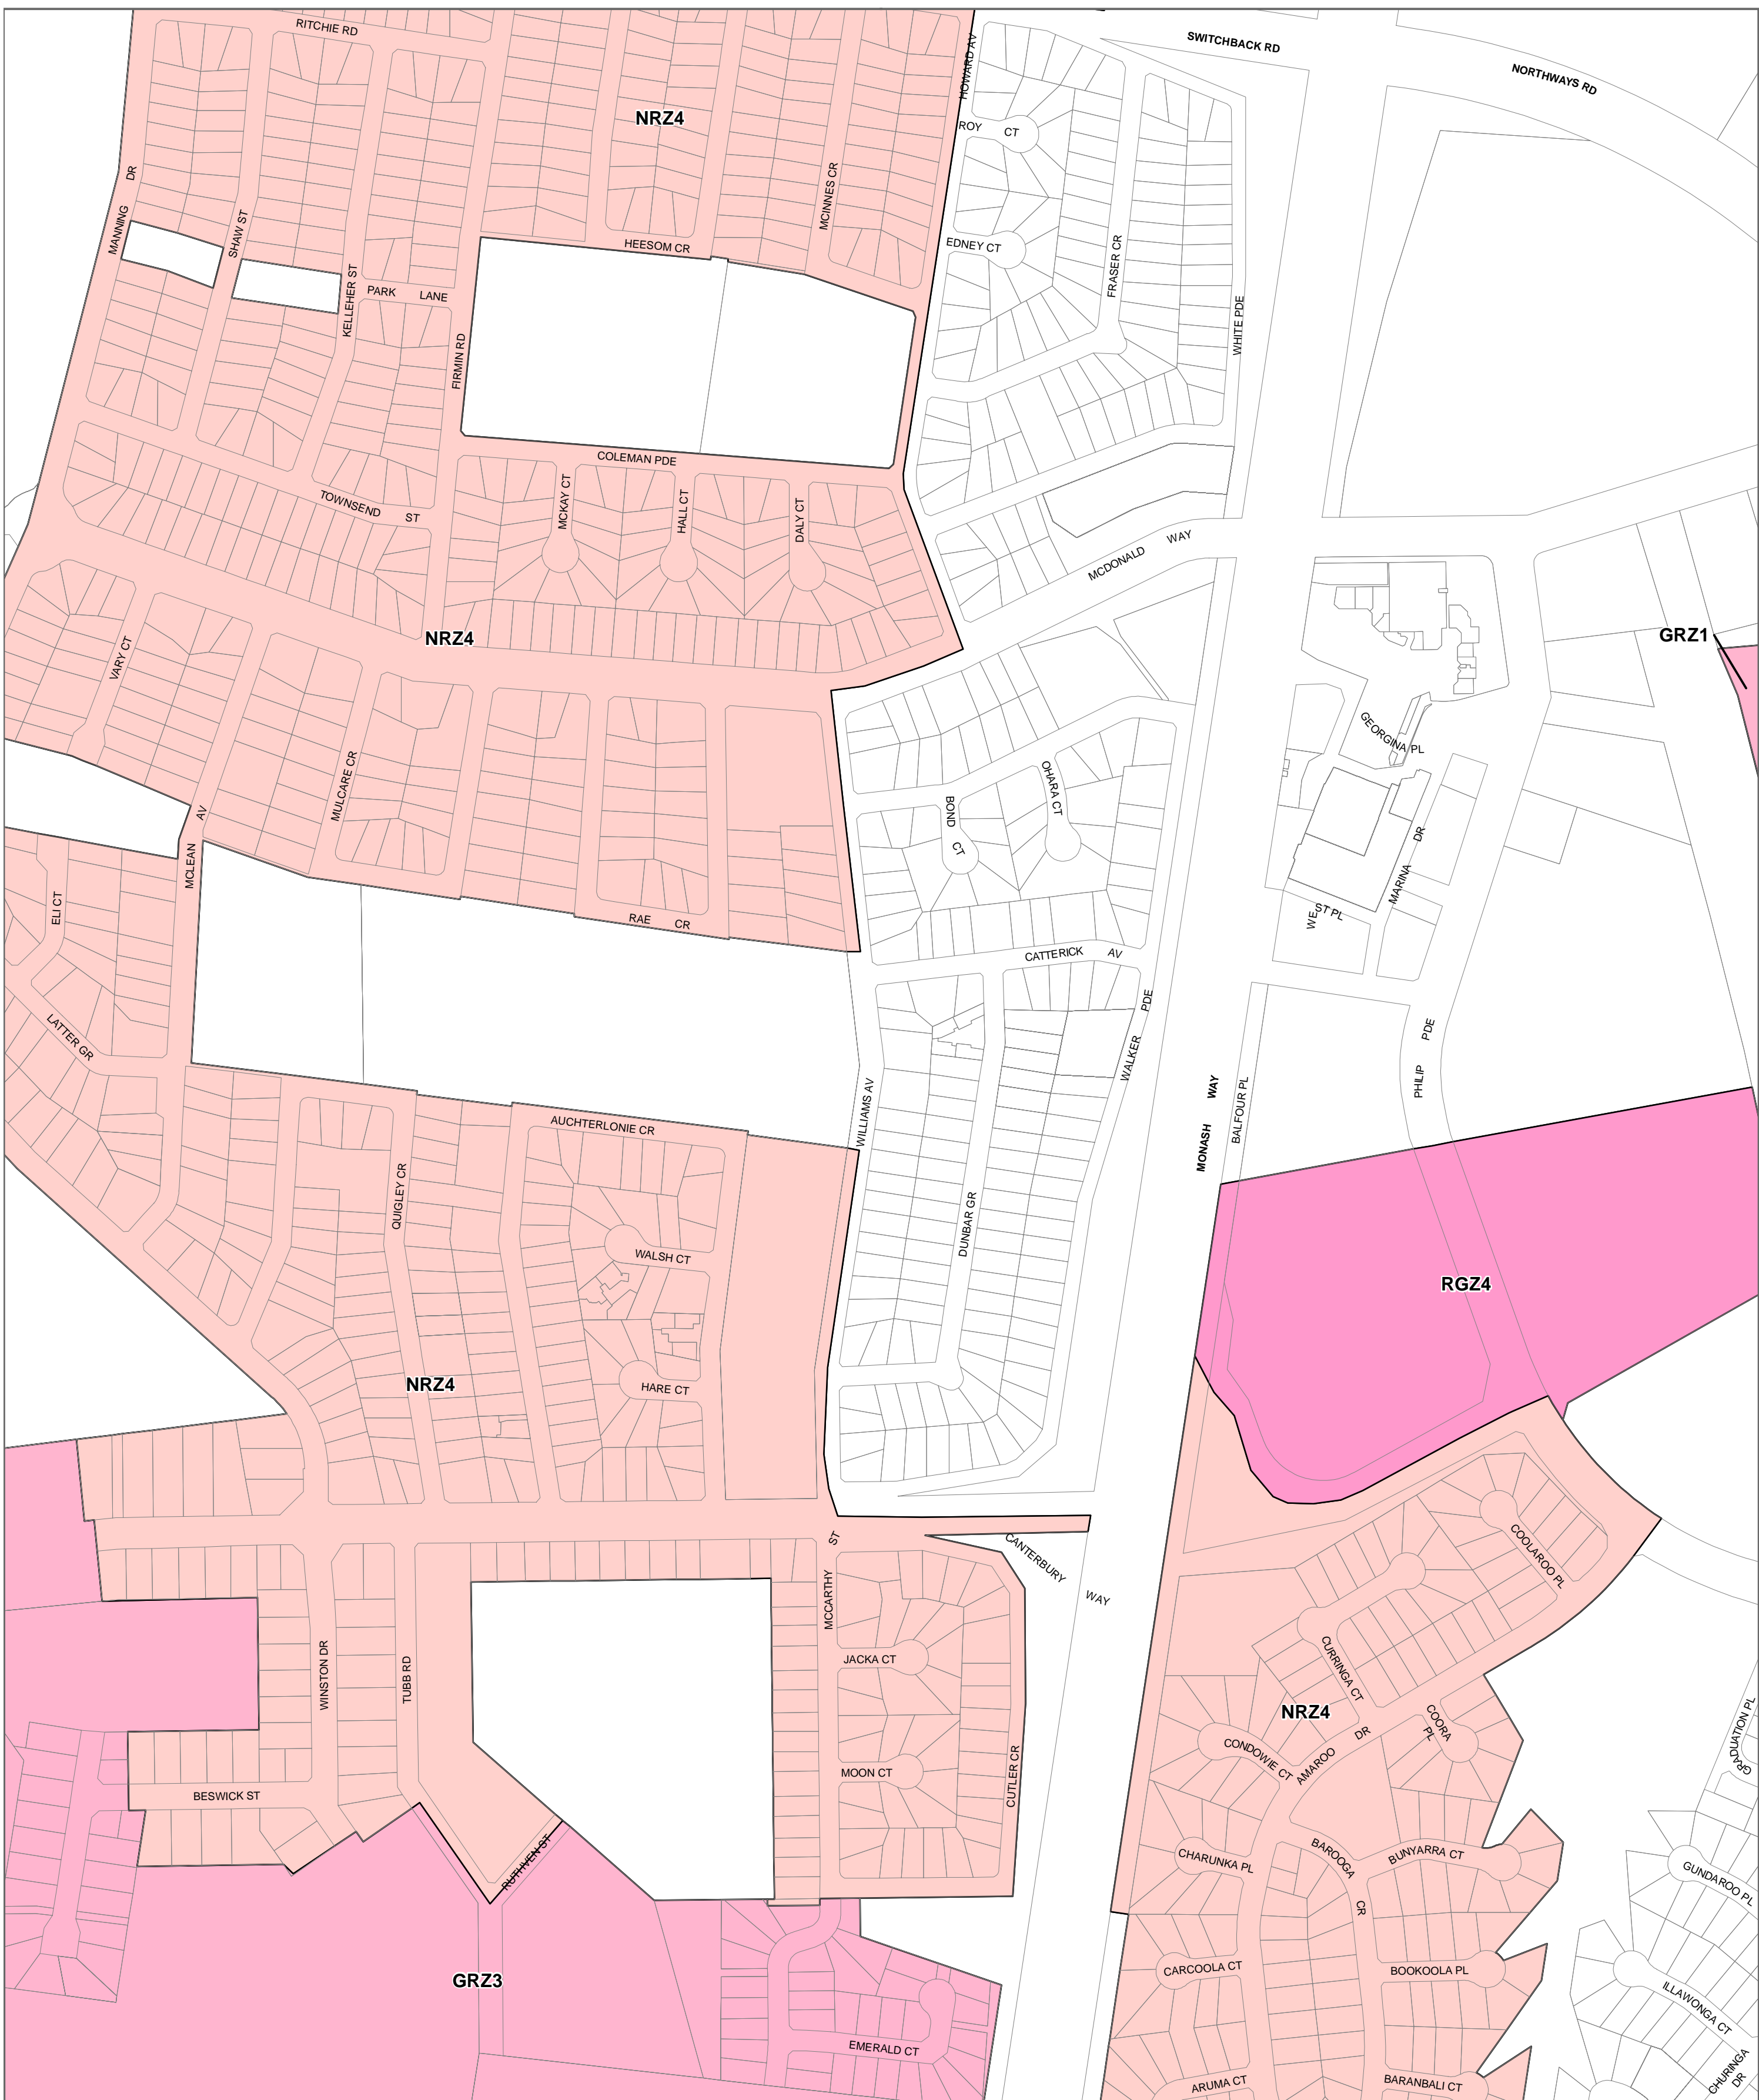 RITCHIE RD
SWITCHBACK RD
HOWARD AV
NORTHWAYS RD
NRZ4
ROY CT
MANNING DR
SHAW ST
MCINNES CR
HEESOM CR
EDNEY CT
FRASER CR
KELLEHER ST
PARK LANE
WHITE PDE
FIRMIN RD
COLEMAN PDE
TOWNSEND ST
MCKAY CT
HALL CT
DALY CT
MCDONALD WAY
NRZ4
GRZ1
VARY CT
GEORGINA PL
MULCARE CR
OHARA CT
BOND CT
MCLEAN AV
MARINA DR
ELI CT
RAE CR
WEST PL
CATTERICK AV
LATTER GR
WALKER PDE
PHILIP PDE
WILLIAMS AV
MONASH WAY
BALFOUR PL
AUCHTERLONIE CR
QUIGLEY CR
DUNBAR GR
WALSH CT
RGZ4
NRZ4
HARE CT
CANTERBURY WAY
COOLAROO PL
MCCARTHY ST
WINSTON DR
TUBB RD
JACKA CT
CURRINGA CT
NRZ4
COORA PL
CONDOWIE CT
AMAROO DR
GRADUATION PL
MOON CT
CUTLER CR
BESWICK ST
RUTHVEN ST
CHARUNKA PL
BAROOGA CR
BUNYARRA CT
GUNDAROO PL
GRZ3
CARCOOLA CT
BOOKOOLA PL
ILLAWONGA CT
EMERALD CT
ARUMA CT
BARANBALI CT
CHURINGA DR